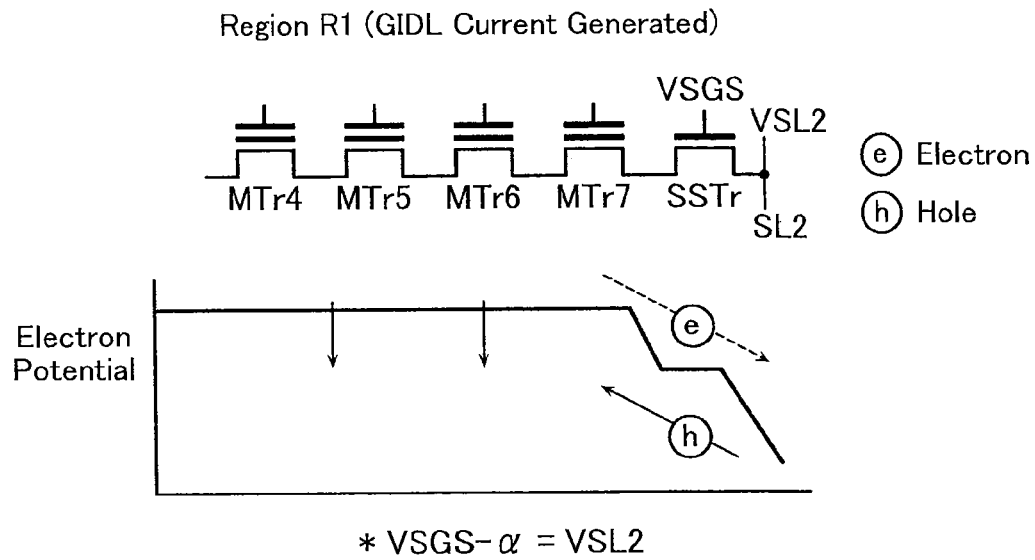 Region R1 (GIDL Current Generated)
VSGS
VSL2
MTr4 MTr5 MTr6 MTr7 SSTr
SL2
e Electron
h Hole
Electron
Potential
e
h
* VSGS-α = VSL2